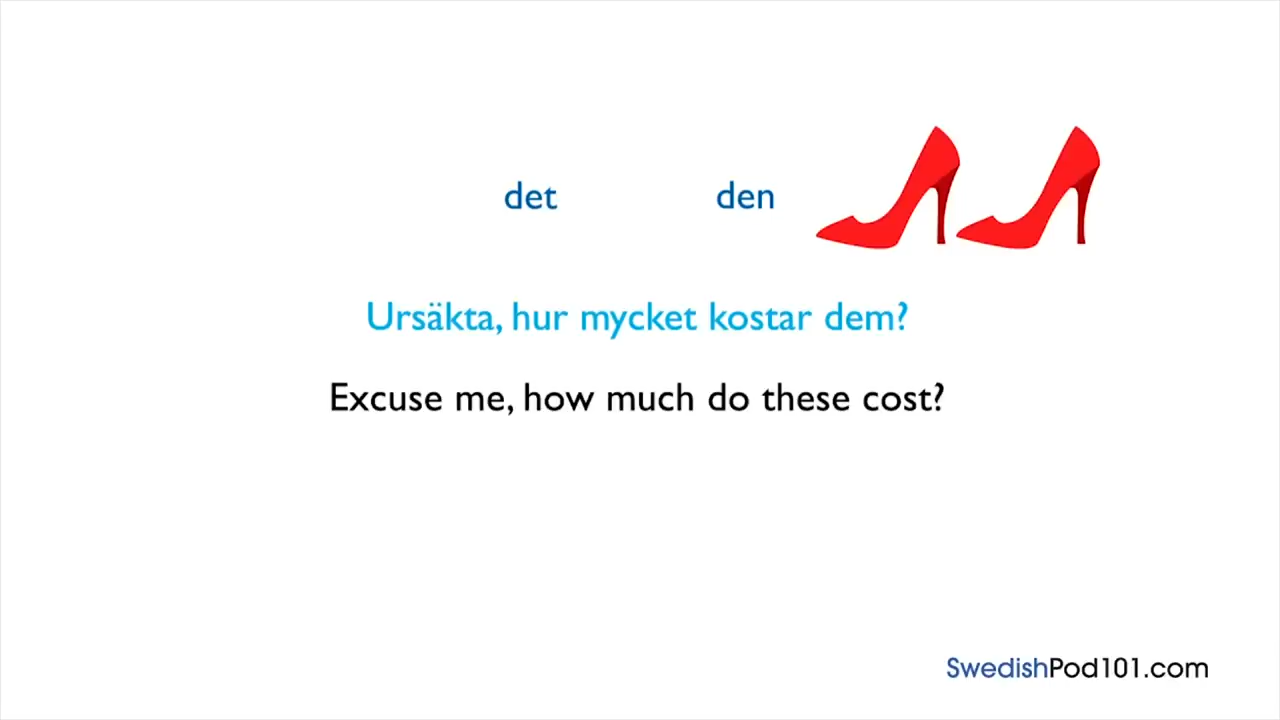 det den
Ursäkta, hur mycket kostar dem?
Excuse me, how much do these cost?
SwedishPod101.com